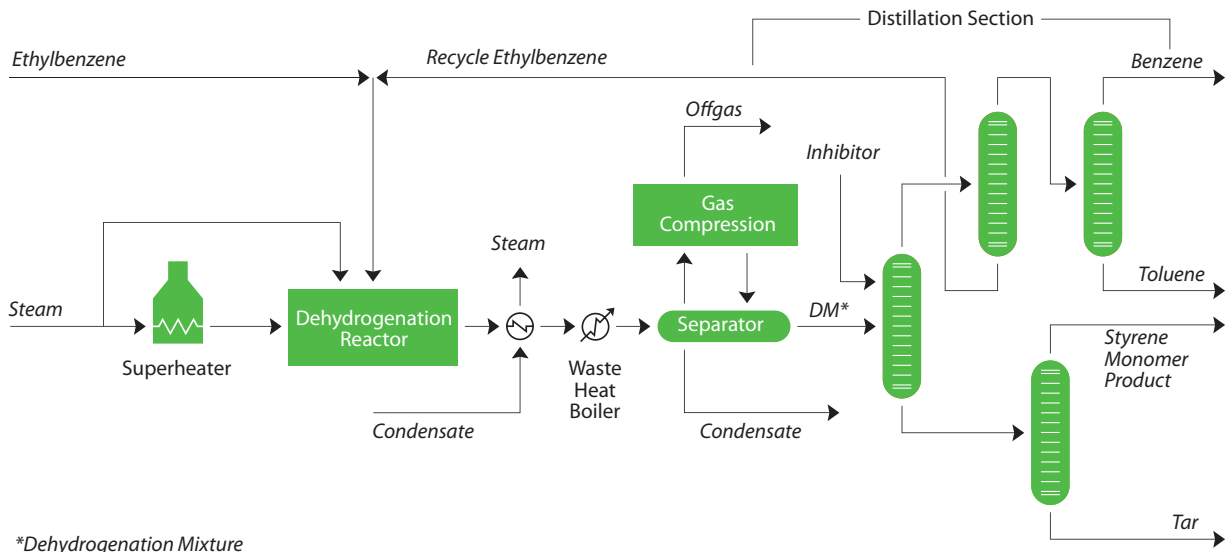 Distillation Section
Ethylbenzene
Recycle Ethylbenzene
Benzene
Offgas
Inhibitor
Gas
Compression
Steam
Steam
Dehydrogenation
Reactor
Separator
DM*
Toluene
Styrene
Monomer
Product
Superheater
Waste
Heat
Boiler
Condensate
Condensate
Tar
*Dehydrogenation Mixture